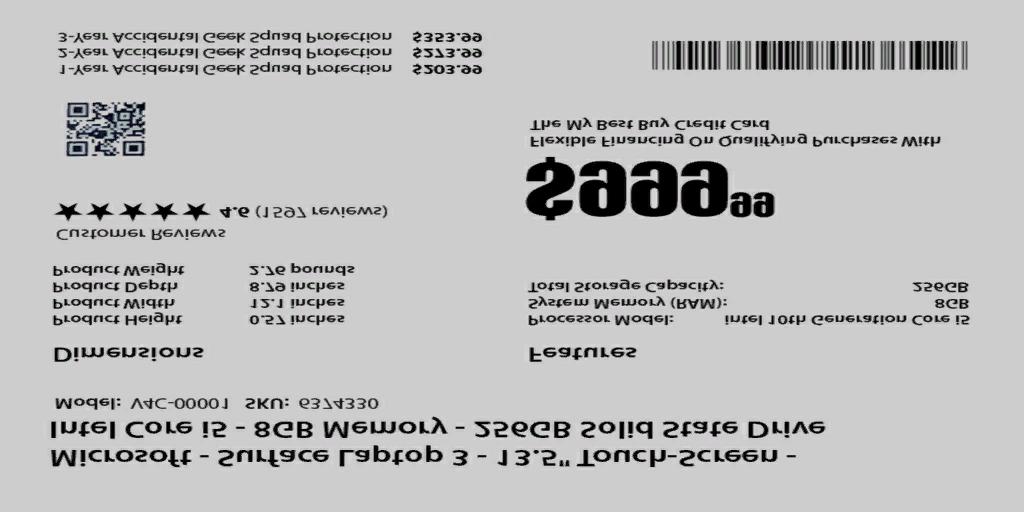 Microsoft - Surface Laptop 3 - 13.5" Touch-Screen -
Intel Core i5 - 8GB Memory - 256GB Solid State Drive
Model: V4C-00001 SKU: 6374330
Dimensions
Product Height 0.57 inches
Product Width 12.1 inches
Product Depth 8.79 inches
Product Weight 2.76 pounds
Features
Processor Model: Intel 10th Generation Core i5
System Memory (RAM): 8GB
Total Storage Capacity: 256GB
Customer Reviews
4.6 (1597 reviews)
$999.99
Flexible Financing On Qualifying Purchases With
The My Best Buy Credit Card
1-Year Accidental Geek Squad Protection $203.99
2-Year Accidental Geek Squad Protection $273.99
3-Year Accidental Geek Squad Protection $353.99